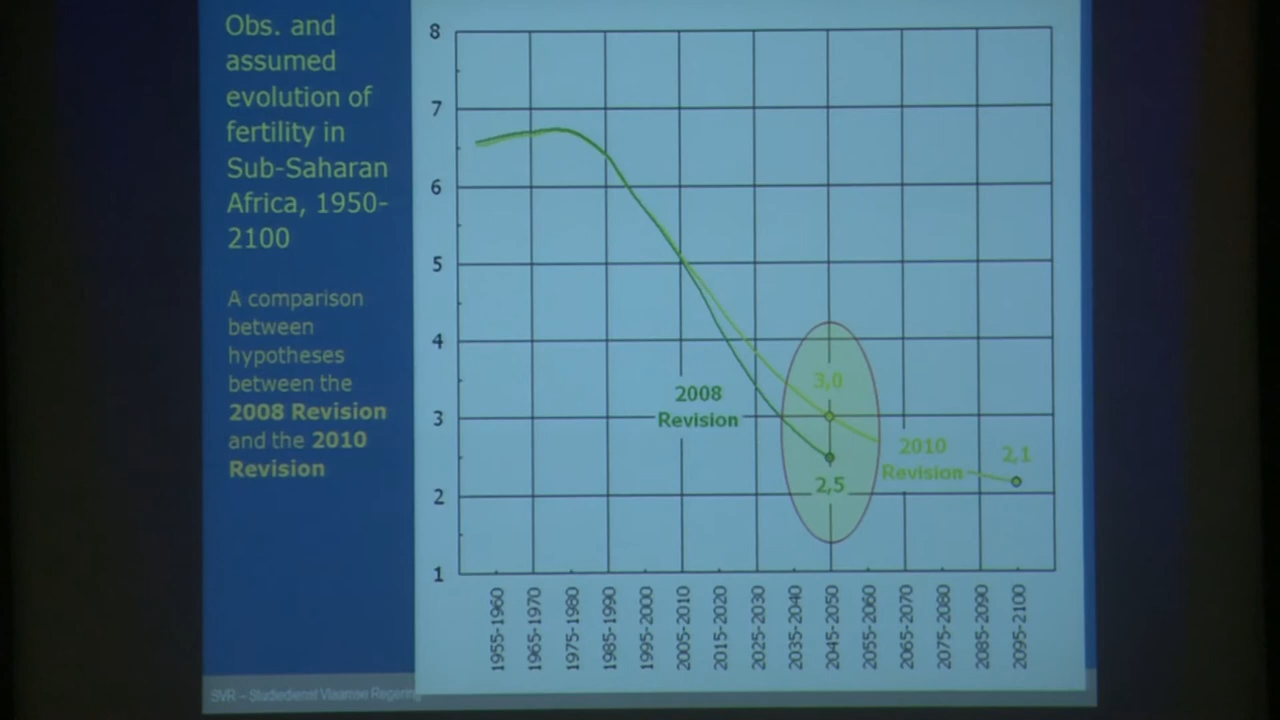 Obs. and
assumed
evolution of
fertility in
Sub-Saharan
Africa, 1950-
2100
A comparison
between
hypotheses
between the
2008 Revision
and the 2010
Revision
SVR – Studiedienst Vlaamse Regering
8
7
6
5
4
3
2
1
3,0
2008
Revision
2,5
2010
Revision
2,1
1955-1960
1965-1970
1975-1980
1985-1990
1995-2000
2005-2010
2015-2020
2025-2030
2035-2040
2045-2050
2055-2060
2065-2070
2075-2080
2085-2090
2095-2100